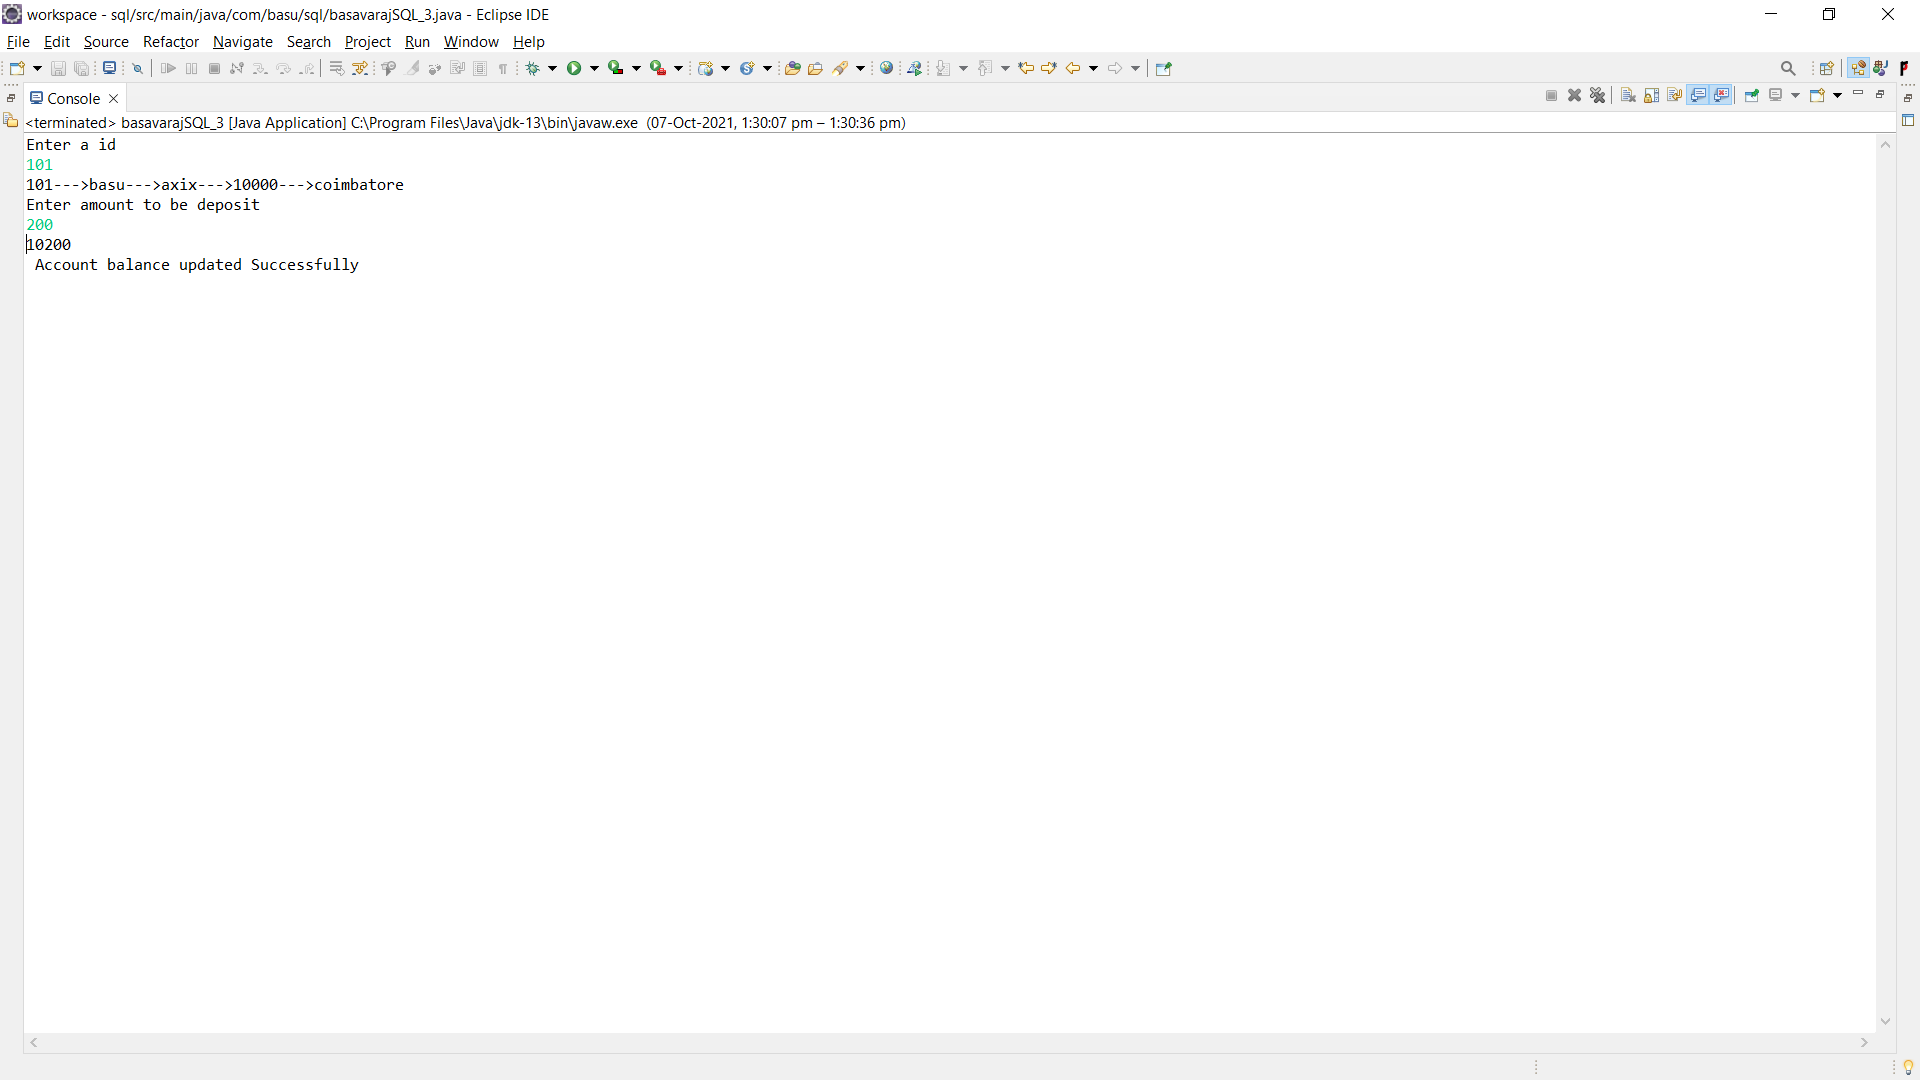 workspace - sql/src/main/java/com/basu/sql/basavarajSQL_3.java - Eclipse IDE
File Edit Source Refactor Navigate Search Project Run Window Help
Console
<terminated> basavarajSQL_3 [Java Application] C:\Program Files\Java\jdk-13\bin\javaw.exe (07-Oct-2021, 1:30:07 pm – 1:30:36 pm)
Enter a id
101
101--->basu--->axix--->10000--->coimbatore
Enter amount to be deposit
200
10200
Account balance updated Successfully